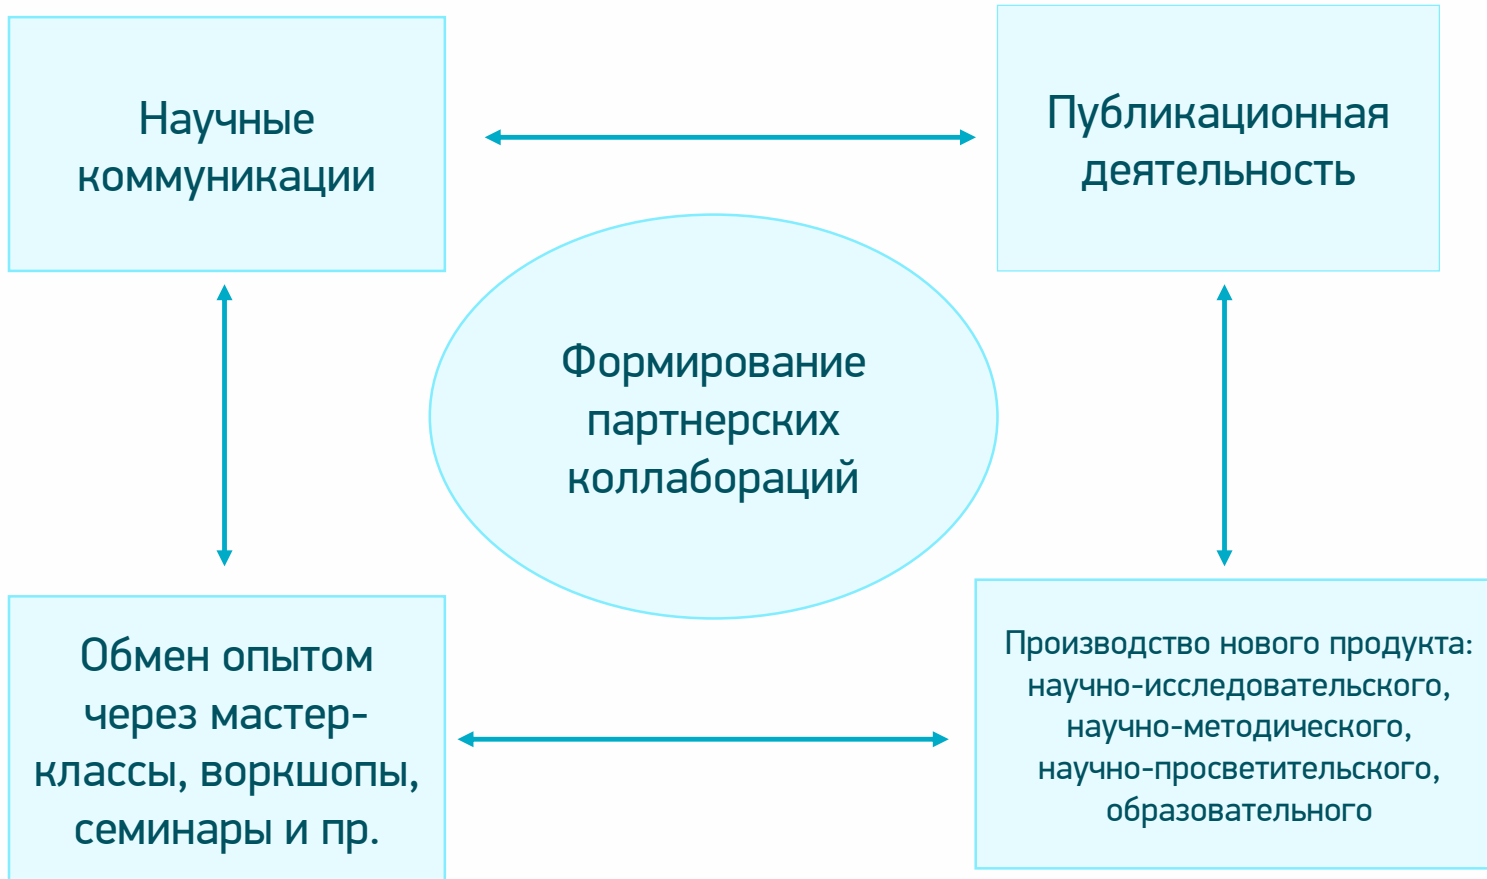 Научные
коммуникации
Публикационная
деятельность
Формирование
партнерских
коллабораций
Обмен опытом
через мастер-
классы, воркшопы,
семинары и пр.
Производство нового продукта:
научно-исследовательского,
научно-методического,
научно-просветительского,
образовательного